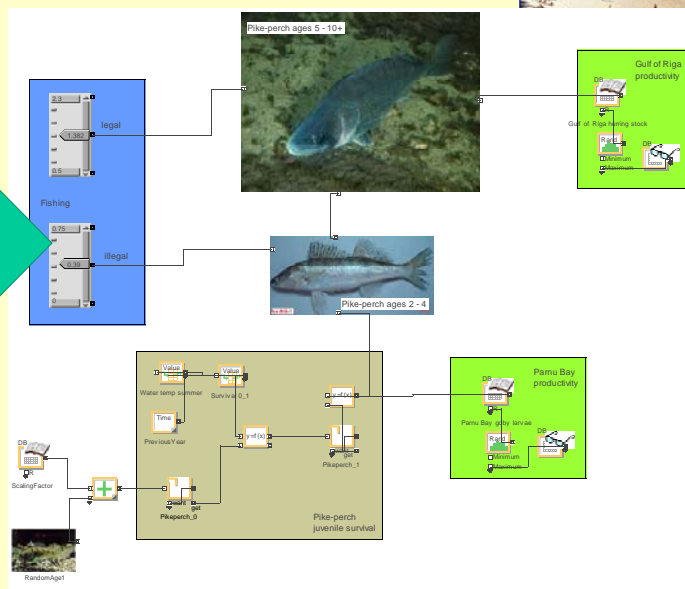 Pike-perch ages 5 - 10+
Gulf of Riga
productivity
DB
R
Gulf of Riga herring stock
Rand
Minimum
Maximum
DB
2.3
1.382
0.5
legal
Fishing
0.75
0.39
0
illegal
Pike-perch ages 2 - 4
Value
Water temp summer
Value
Survival 0_1
Time
PreviousYear
y=f(x)
y=f(x)
get
Pikeperch_1
want
get
Pikeperch_0
Pike-perch
juvenile survival
DB
R
ScalingFactor
RandomAge1
Parnu Bay
productivity
DB
R
Parnu Bay goby larvae
Rand
Minimum
Maximum
DB